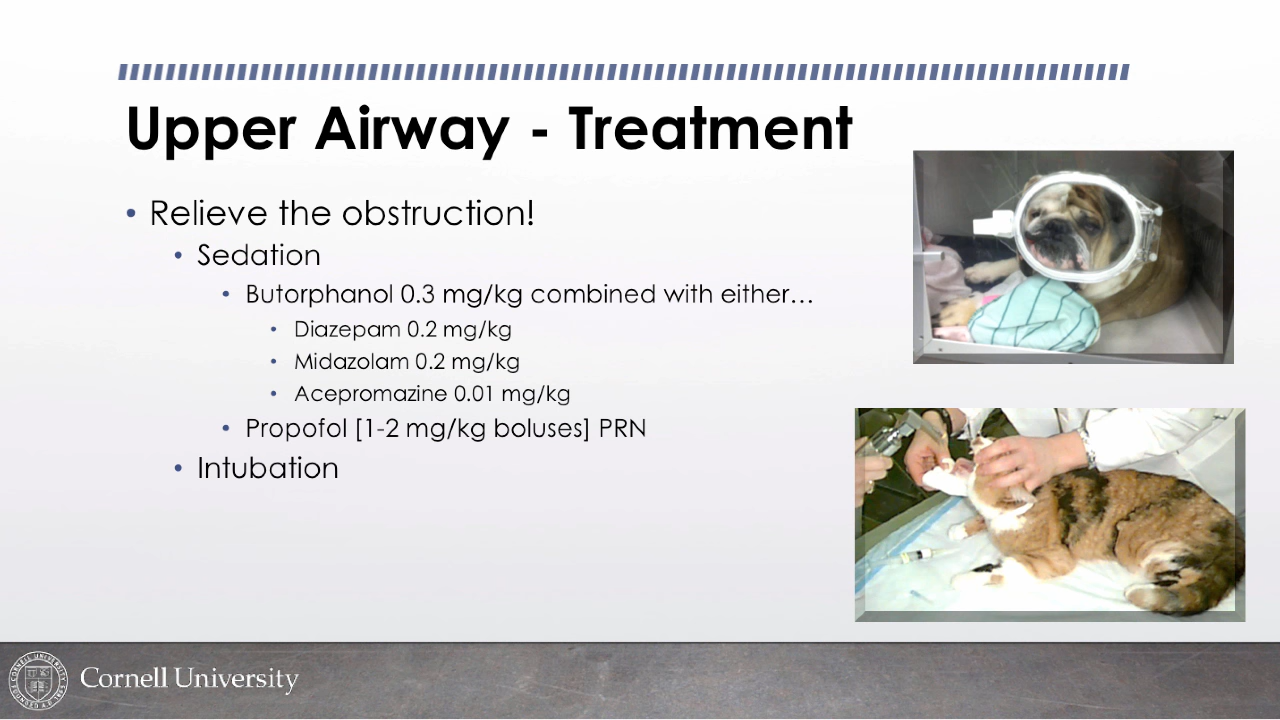 Upper Airway - Treatment
• Relieve the obstruction!
• Sedation
• Butorphanol 0.3 mg/kg combined with either…
• Diazepam 0.2 mg/kg
• Midazolam 0.2 mg/kg
• Acepromazine 0.01 mg/kg
• Propofol [1-2 mg/kg boluses] PRN
• Intubation
Cornell University